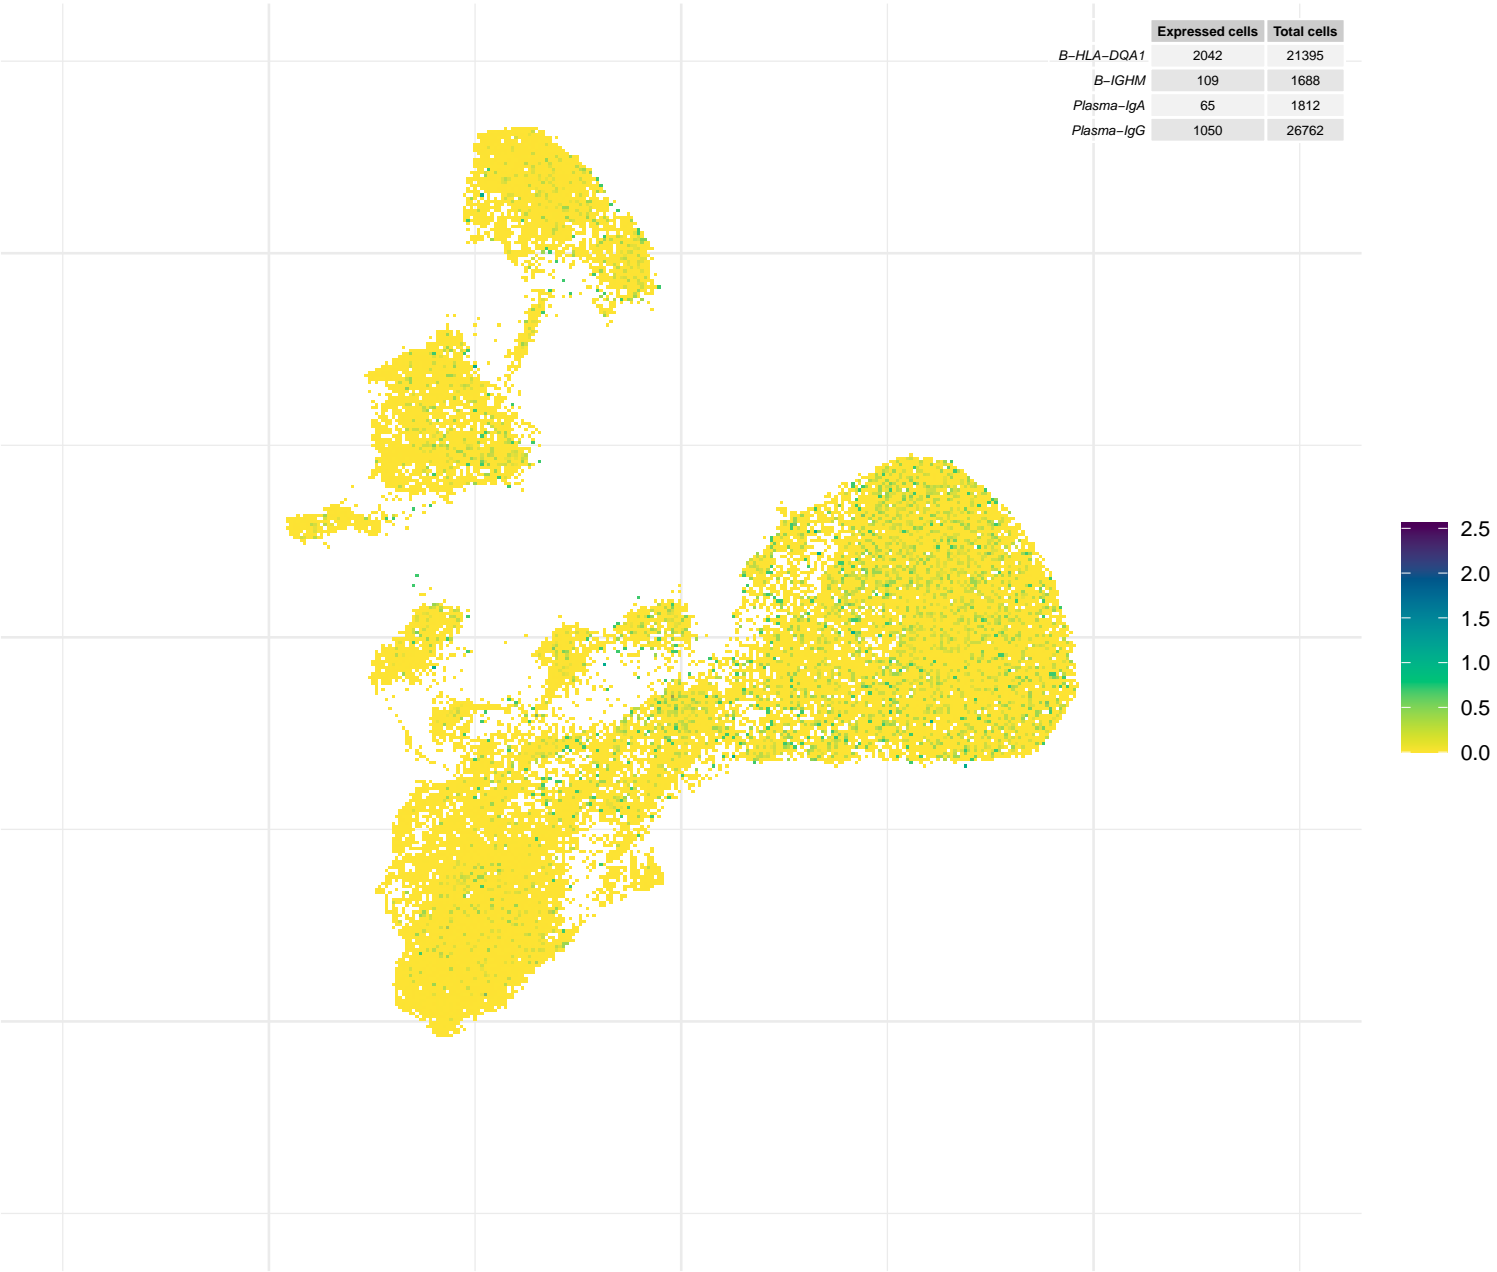 Expressed cells Total cells
B−HLA−DQA1 2042 21395
B−IGHM 109 1688
Plasma−IgA 65 1812
Plasma−IgG 1050 26762
2.5
2.0
1.5
1.0
0.5
0.0